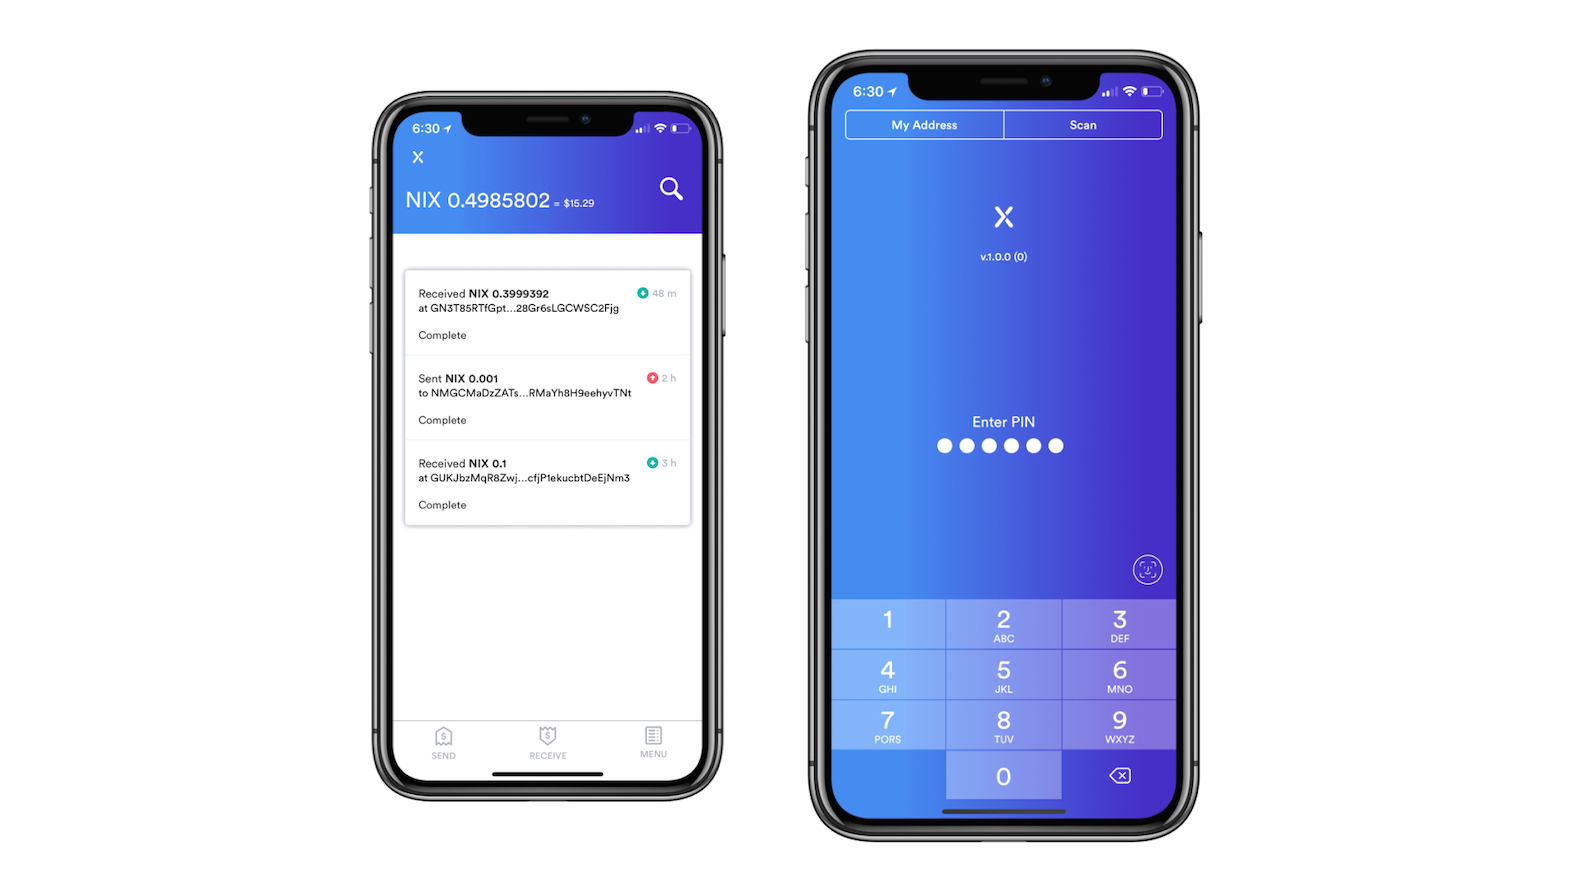 6:30
NIX 0.4985802 = $15.29
Received NIX 0.3999392
48 m
at GN3T85RTfGpt...28Gr6sLGCWSC2Fjg
Complete
Sent NIX 0.001
2 h
to NMGCMaDzZATs...RMaYh8H9eehyvTNt
Complete
Received NIX 0.1
3 h
at GUKJbzMqR8Zwj...cfjP1ekucbtDeEjNm3
Complete
SEND
RECEIVE
MENU
6:30
My Address
Scan
v.1.0.0 (0)
Enter PIN
1
2
3
ABC
DEF
4
5
6
GHI
JKL
MNO
7
8
9
PQRS
TUV
WXYZ
0